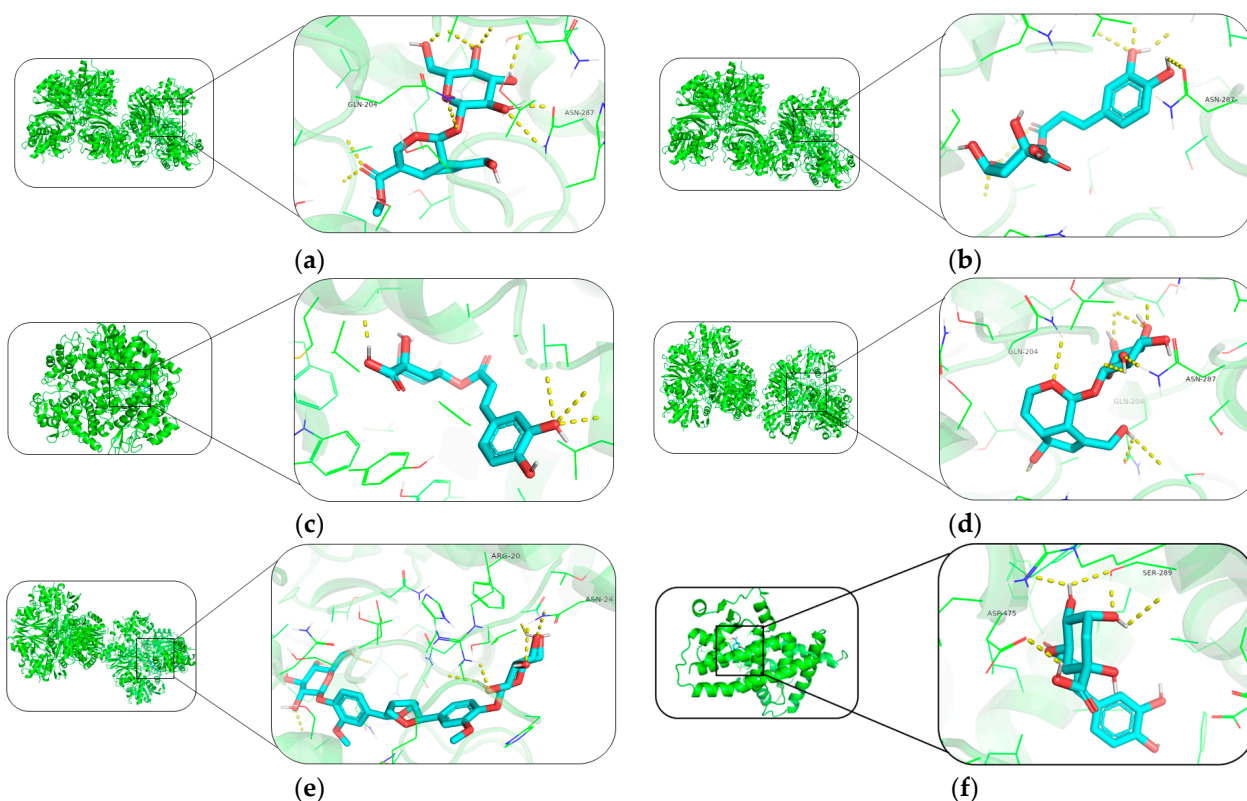 GLN-204
ASN-287
(a)
ASN-287
(b)
(c)
GLN-204
ASN-287
GLN-204
(d)
ARG-20
ASN-24
(e)
SER-289
ASP-475
(f)